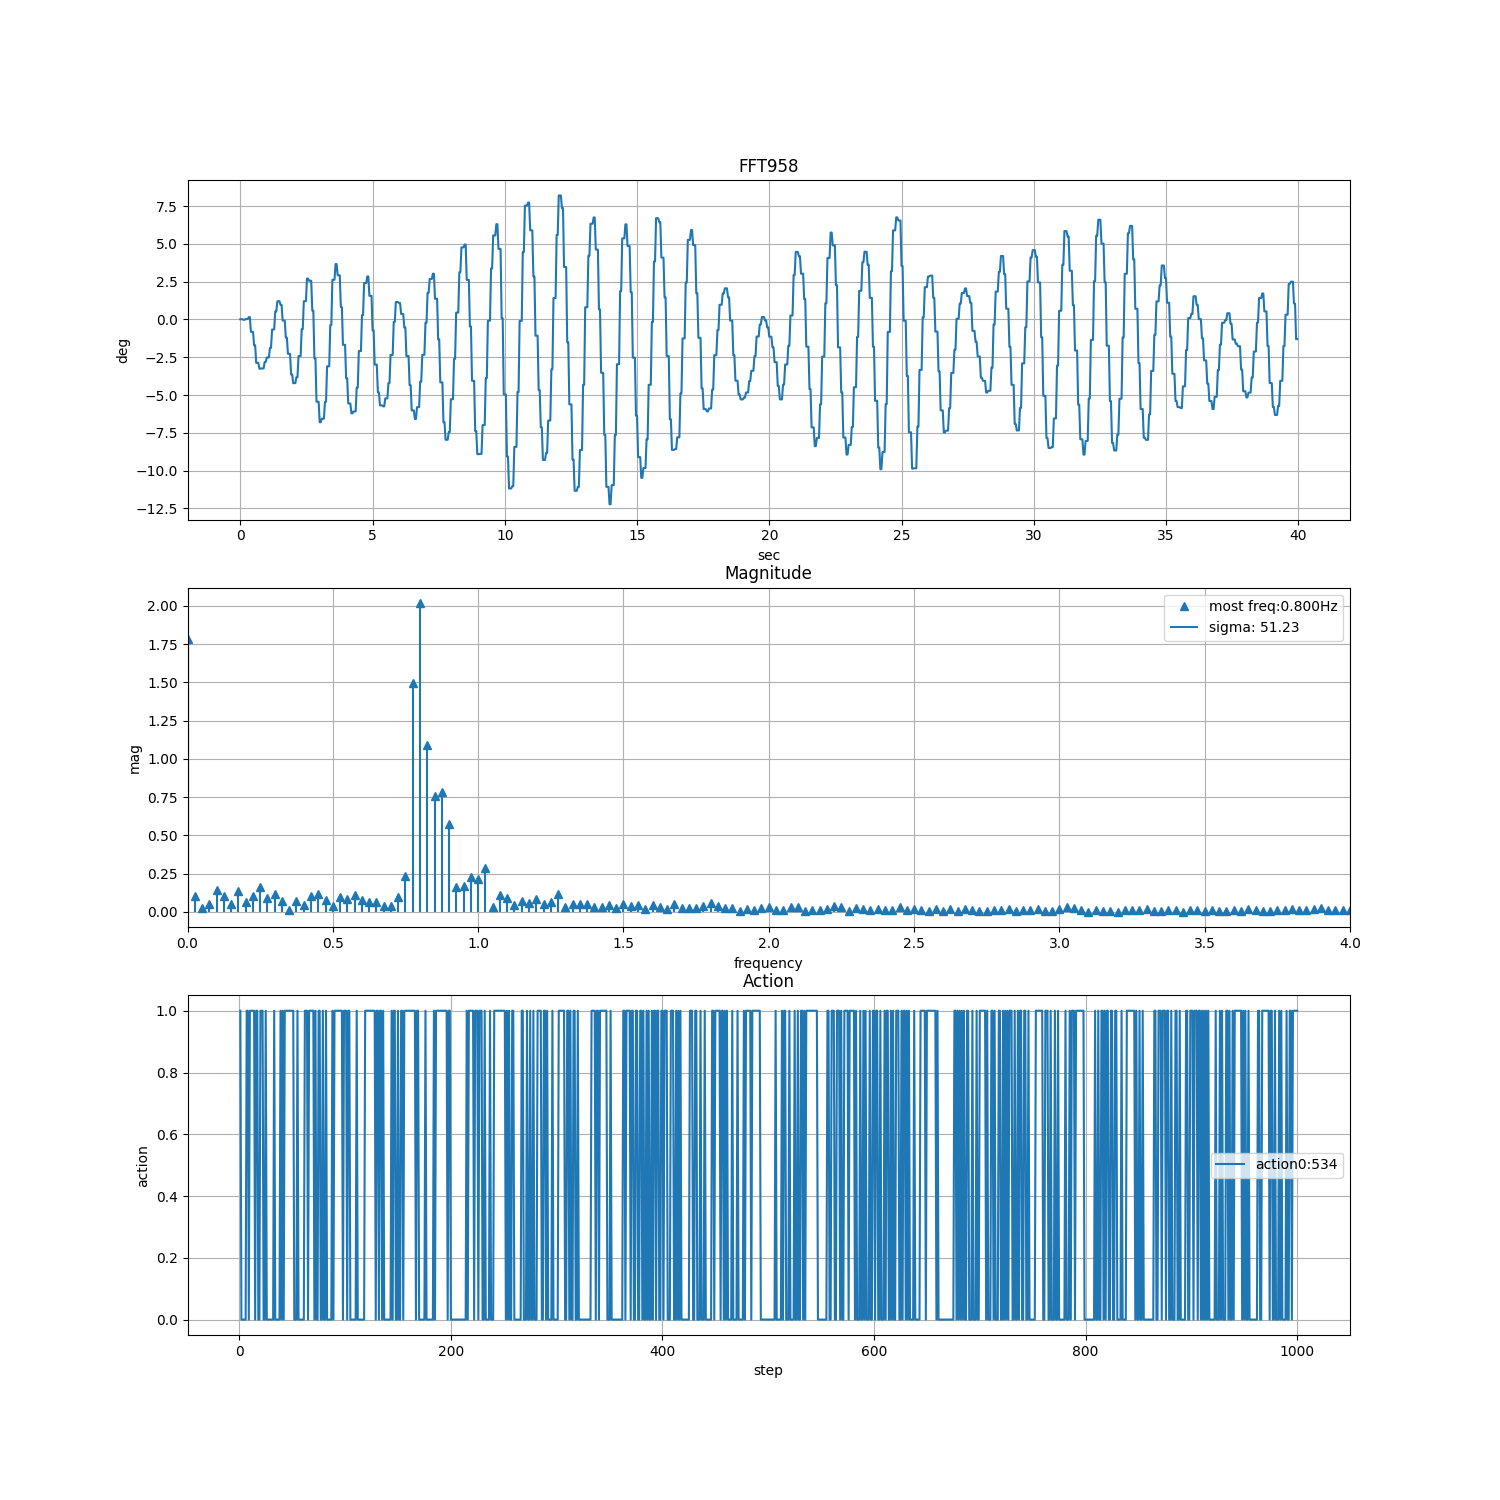 FFT958
7.5
5.0
2.5
0.0
−2.5
−5.0
−7.5
−10.0
−12.5
deg
0 5 10 15 20 25 30 35 40
sec
Magnitude
2.00
1.75
1.50
1.25
1.00
0.75
0.50
0.25
0.00
mag
most freq:0.800Hz
sigma: 51.23
0.0 0.5 1.0 1.5 2.0 2.5 3.0 3.5 4.0
frequency
Action
1.0
0.8
0.6
0.4
0.2
0.0
action
action0:534
0 200 400 600 800 1000
step